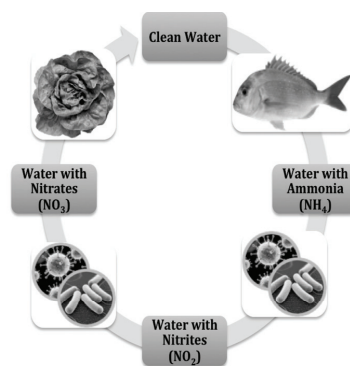 Clean Water
Water with
Nitrates
(NO₃)
Water with
Ammonia
(NH₄)
Water with
Nitrites
(NO₂)